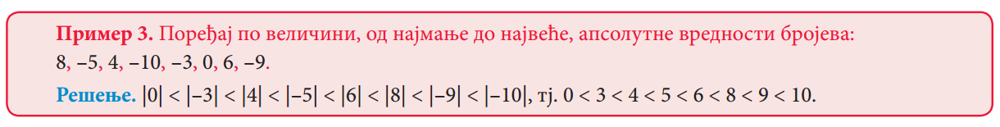 Пример 3. Поређај по величини, од најмање до највеће, апсолутне вредности бројева:
8, –5, 4, –10, –3, 0, 6, –9.
Решење. |0| < |–3| < |4| < |–5| < |6| < |8| < |–9| < |–10|, тј. 0 < 3 < 4 < 5 < 6 < 8 < 9 < 10.